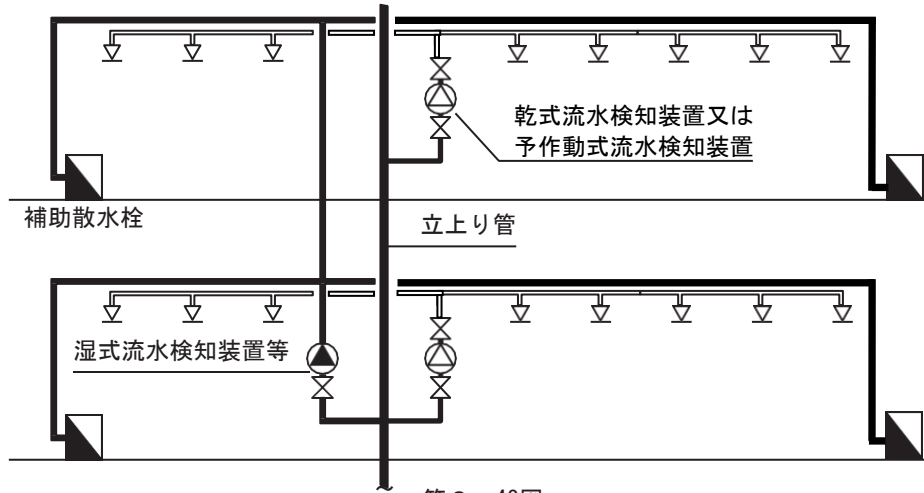 乾式流水検知装置又は
予作動式流水検知装置
補助散水栓
立上り管
湿式流水検知装置等